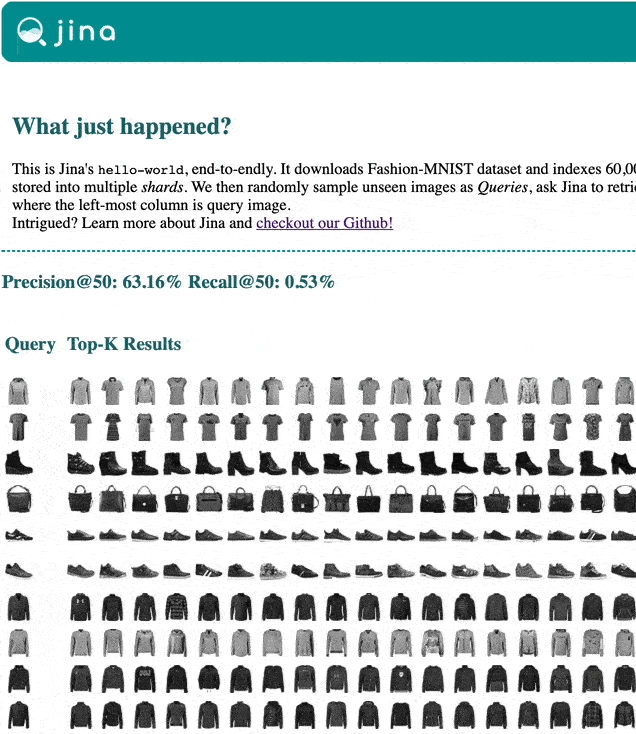 jina
What just happened?
This is Jina's hello-world, end-to-endly. It downloads Fashion-MNIST dataset and indexes 60,00
stored into multiple shards. We then randomly sample unseen images as Queries, ask Jina to retri
where the left-most column is query image.
Intrigued? Learn more about Jina and checkout our Github!
Precision@50: 63.16% Recall@50: 0.53%
Query Top-K Results